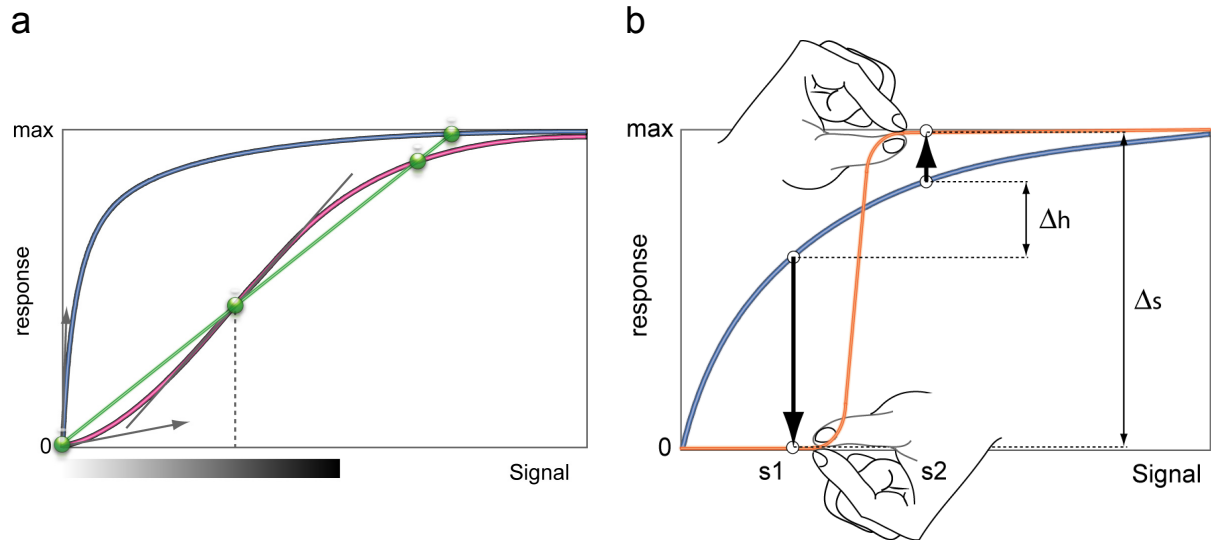 a
max
response
0
Signal
b
max
response
0
s1
s2
Signal
Δh
Δs